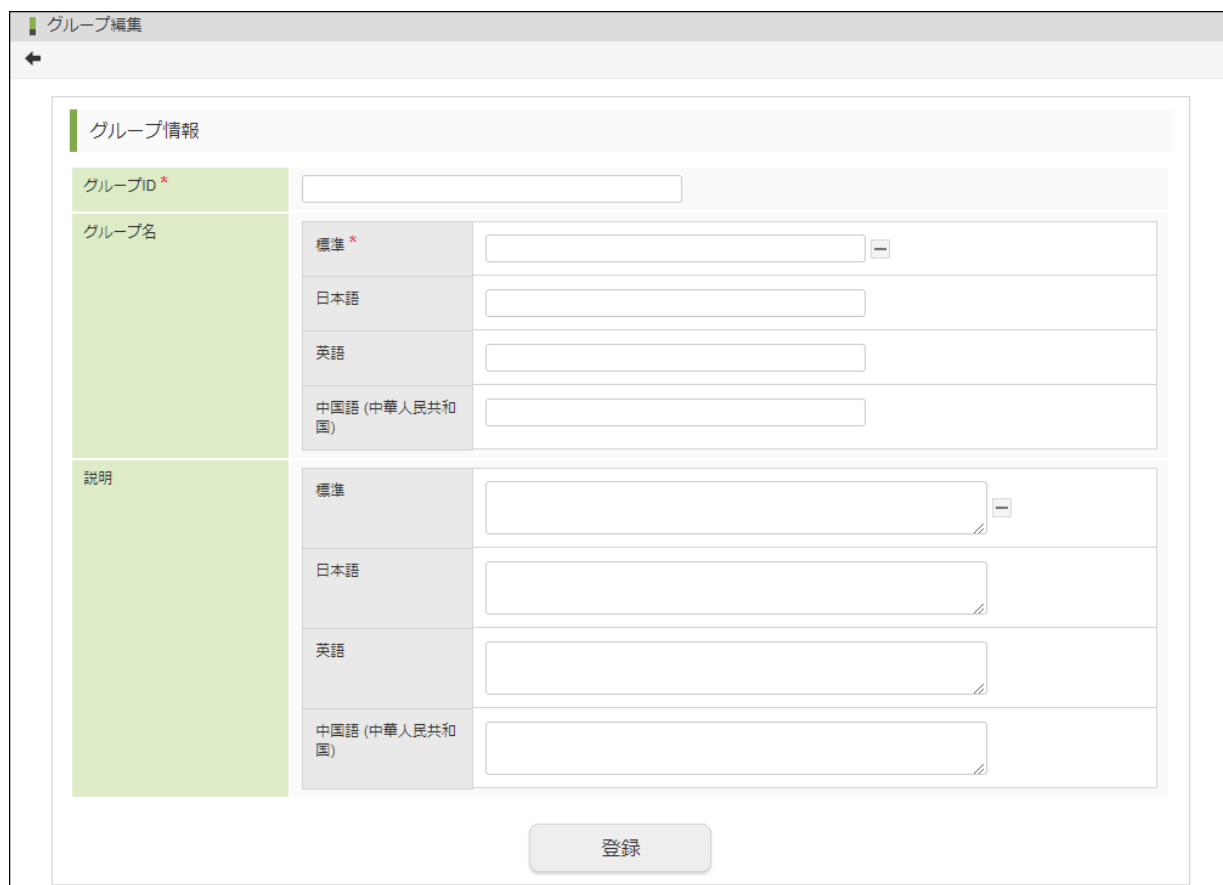 グループ編集
グループ情報
グループID *
グループ名
標準 *
日本語
英語
中国語 (中華人民共和
国)
説明
標準
日本語
英語
中国語 (中華人民共和
国)
登録